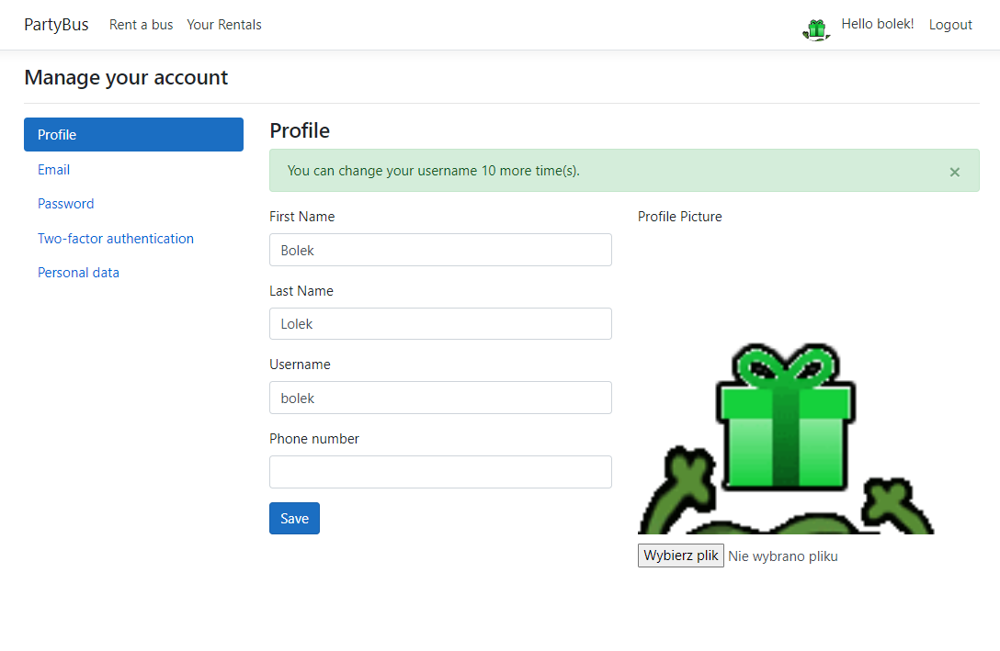 PartyBus Rent a bus Your Rentals Hello bolek! Logout
Manage your account
Profile
Email
Password
Two-factor authentication
Personal data
Profile
You can change your username 10 more time(s). ×
First Name
Bolek
Last Name
Lolek
Username
bolek
Phone number
Save
Profile Picture
Wybierz plik Nie wybrano pliku